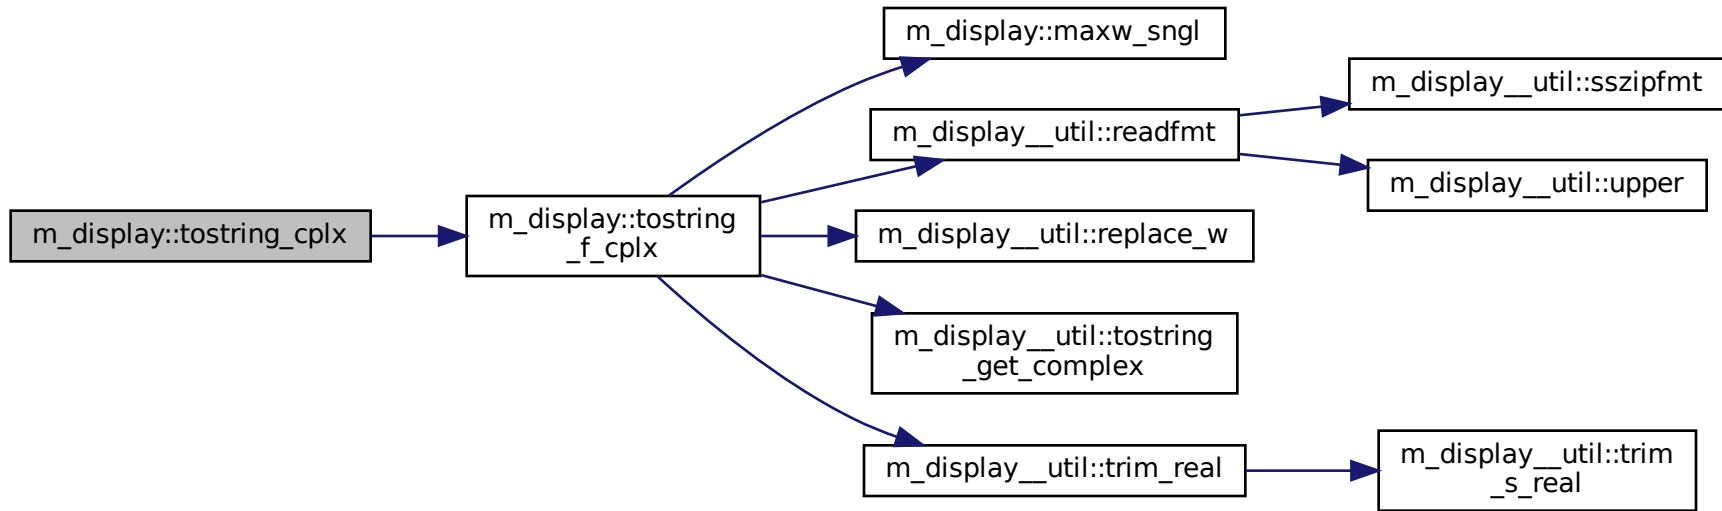 m_display::tostring_cplx
m_display::tostring
_f_cplx
m_display::maxw_sngl
m_display__util::readfmt
m_display__util::replace_w
m_display__util::tostring
_get_complex
m_display__util::trim_real
m_display__util::sszipfmt
m_display__util::upper
m_display__util::trim
_s_real